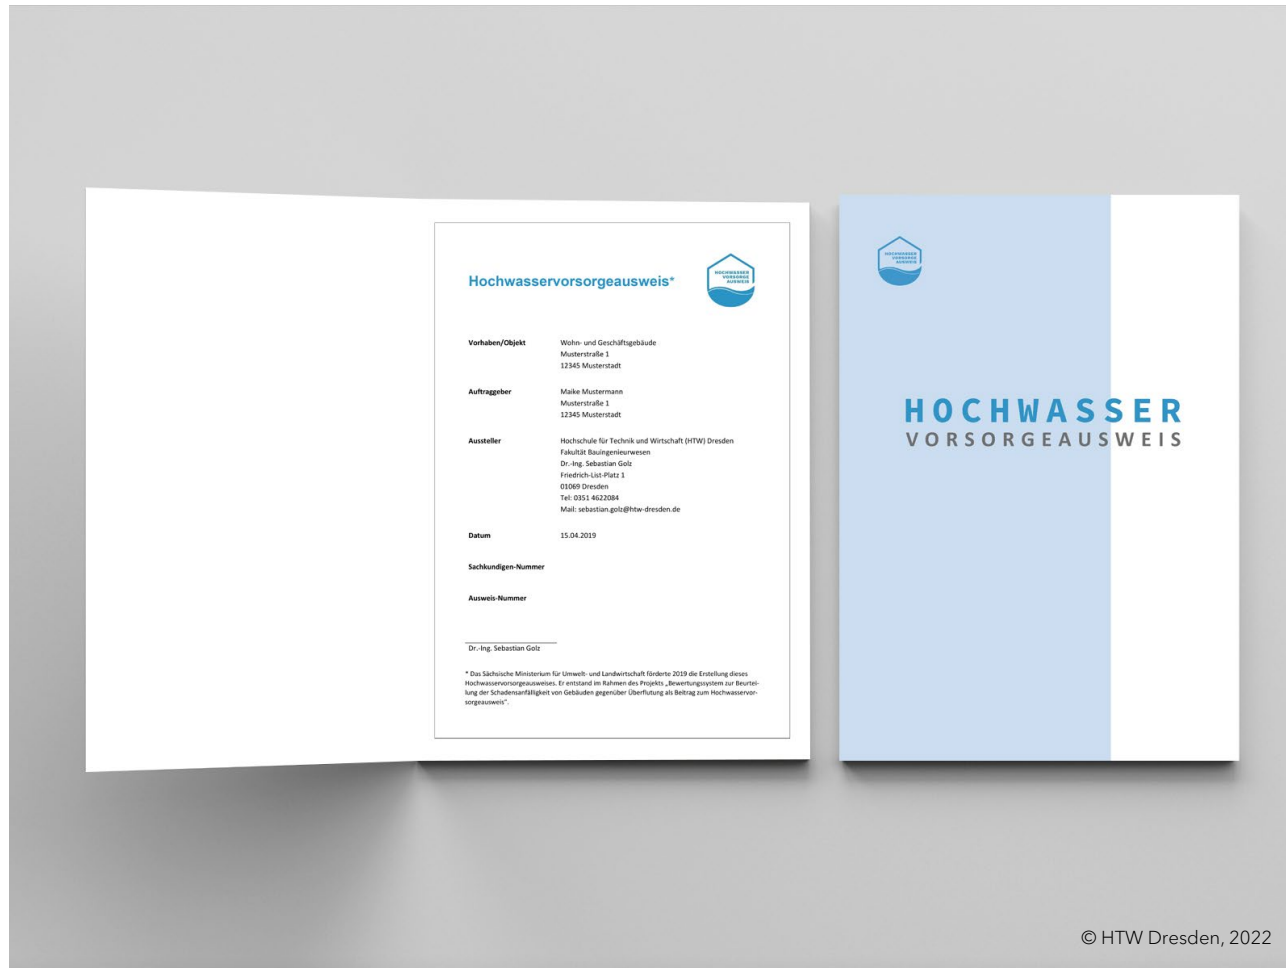 Hochwasservorsorgeausweis*
HOCHWASSER
VORSORGE
AUSWEIS
Vorhaben/Objekt Wohn- und Geschäftsgebäude
Musterstraße 1
12345 Musterstadt
Auftraggeber Maike Mustermann
Musterstraße 1
12345 Musterstadt
Aussteller Hochschule für Technik und Wirtschaft (HTW) Dresden
Fakultät Bauingenieurwesen
Dr.-Ing. Sebastian Golz
Friedrich-List-Platz 1
01069 Dresden
Tel: 0351 4622084
Mail: sebastian.golz@htw-dresden.de
Datum 15.04.2019
Sachkundigen-Nummer
Ausweis-Nummer
Dr.-Ing. Sebastian Golz
* Das Sächsische Ministerium für Umwelt- und Landwirtschaft förderte 2019 die Erstellung dieses
Hochwasservorsorgeausweises. Er entstand im Rahmen des Projekts „Bewertungssystem zur Beurtei-
lung der Schadensanfälligkeit von Gebäuden gegenüber Überflutung als Beitrag zum Hochwasservor-
sorgeausweis".
HOCHWASSER
VORSORGE
AUSWEIS
HOCHWASSER
VORSORGEAUSWEIS
© HTW Dresden, 2022